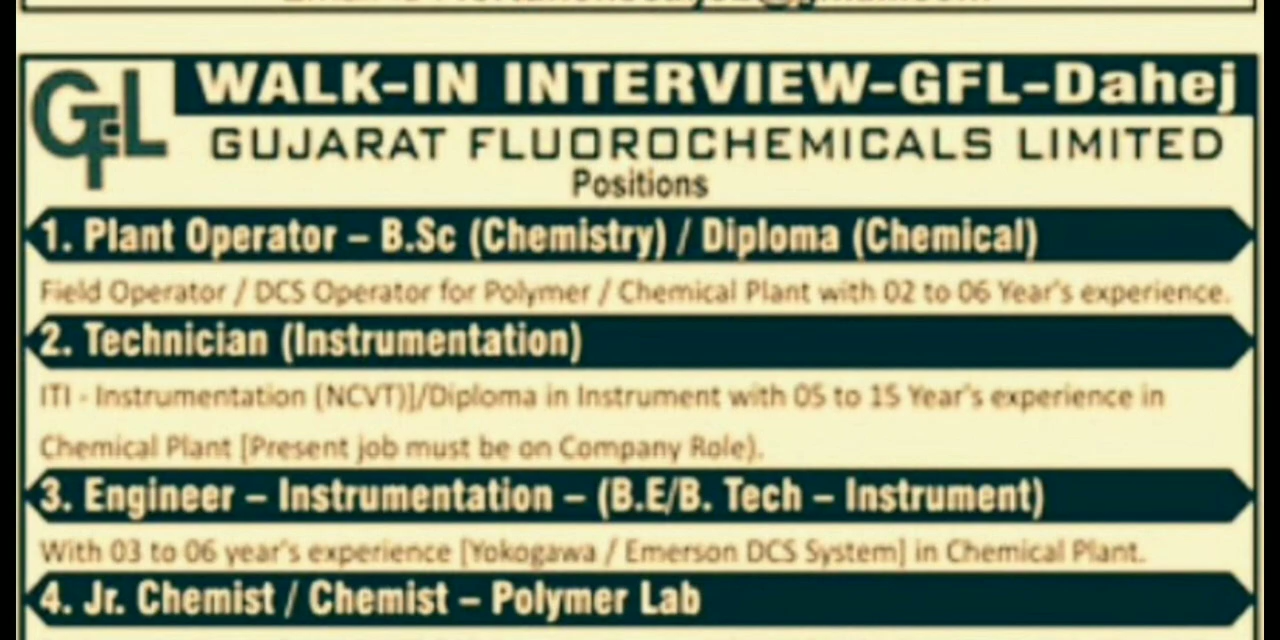 GFL
WALK-IN INTERVIEW-GFL-Dahej
GUJARAT FLUOROCHEMICALS LIMITED
Positions
1. Plant Operator – B.Sc (Chemistry) / Diploma (Chemical)
Field Operator / DCS Operator for Polymer / Chemical Plant with 02 to 06 Year's experience.
2. Technician (Instrumentation)
ITI - Instrumentation (NCVT)]/Diploma in Instrument with 05 to 15 Year's experience in
Chemical Plant [Present job must be on Company Role).
3. Engineer – Instrumentation – (B.E/B. Tech – Instrument)
With 03 to 06 year's experience [Yokogawa / Emerson DCS System] in Chemical Plant.
4. Jr. Chemist / Chemist – Polymer Lab